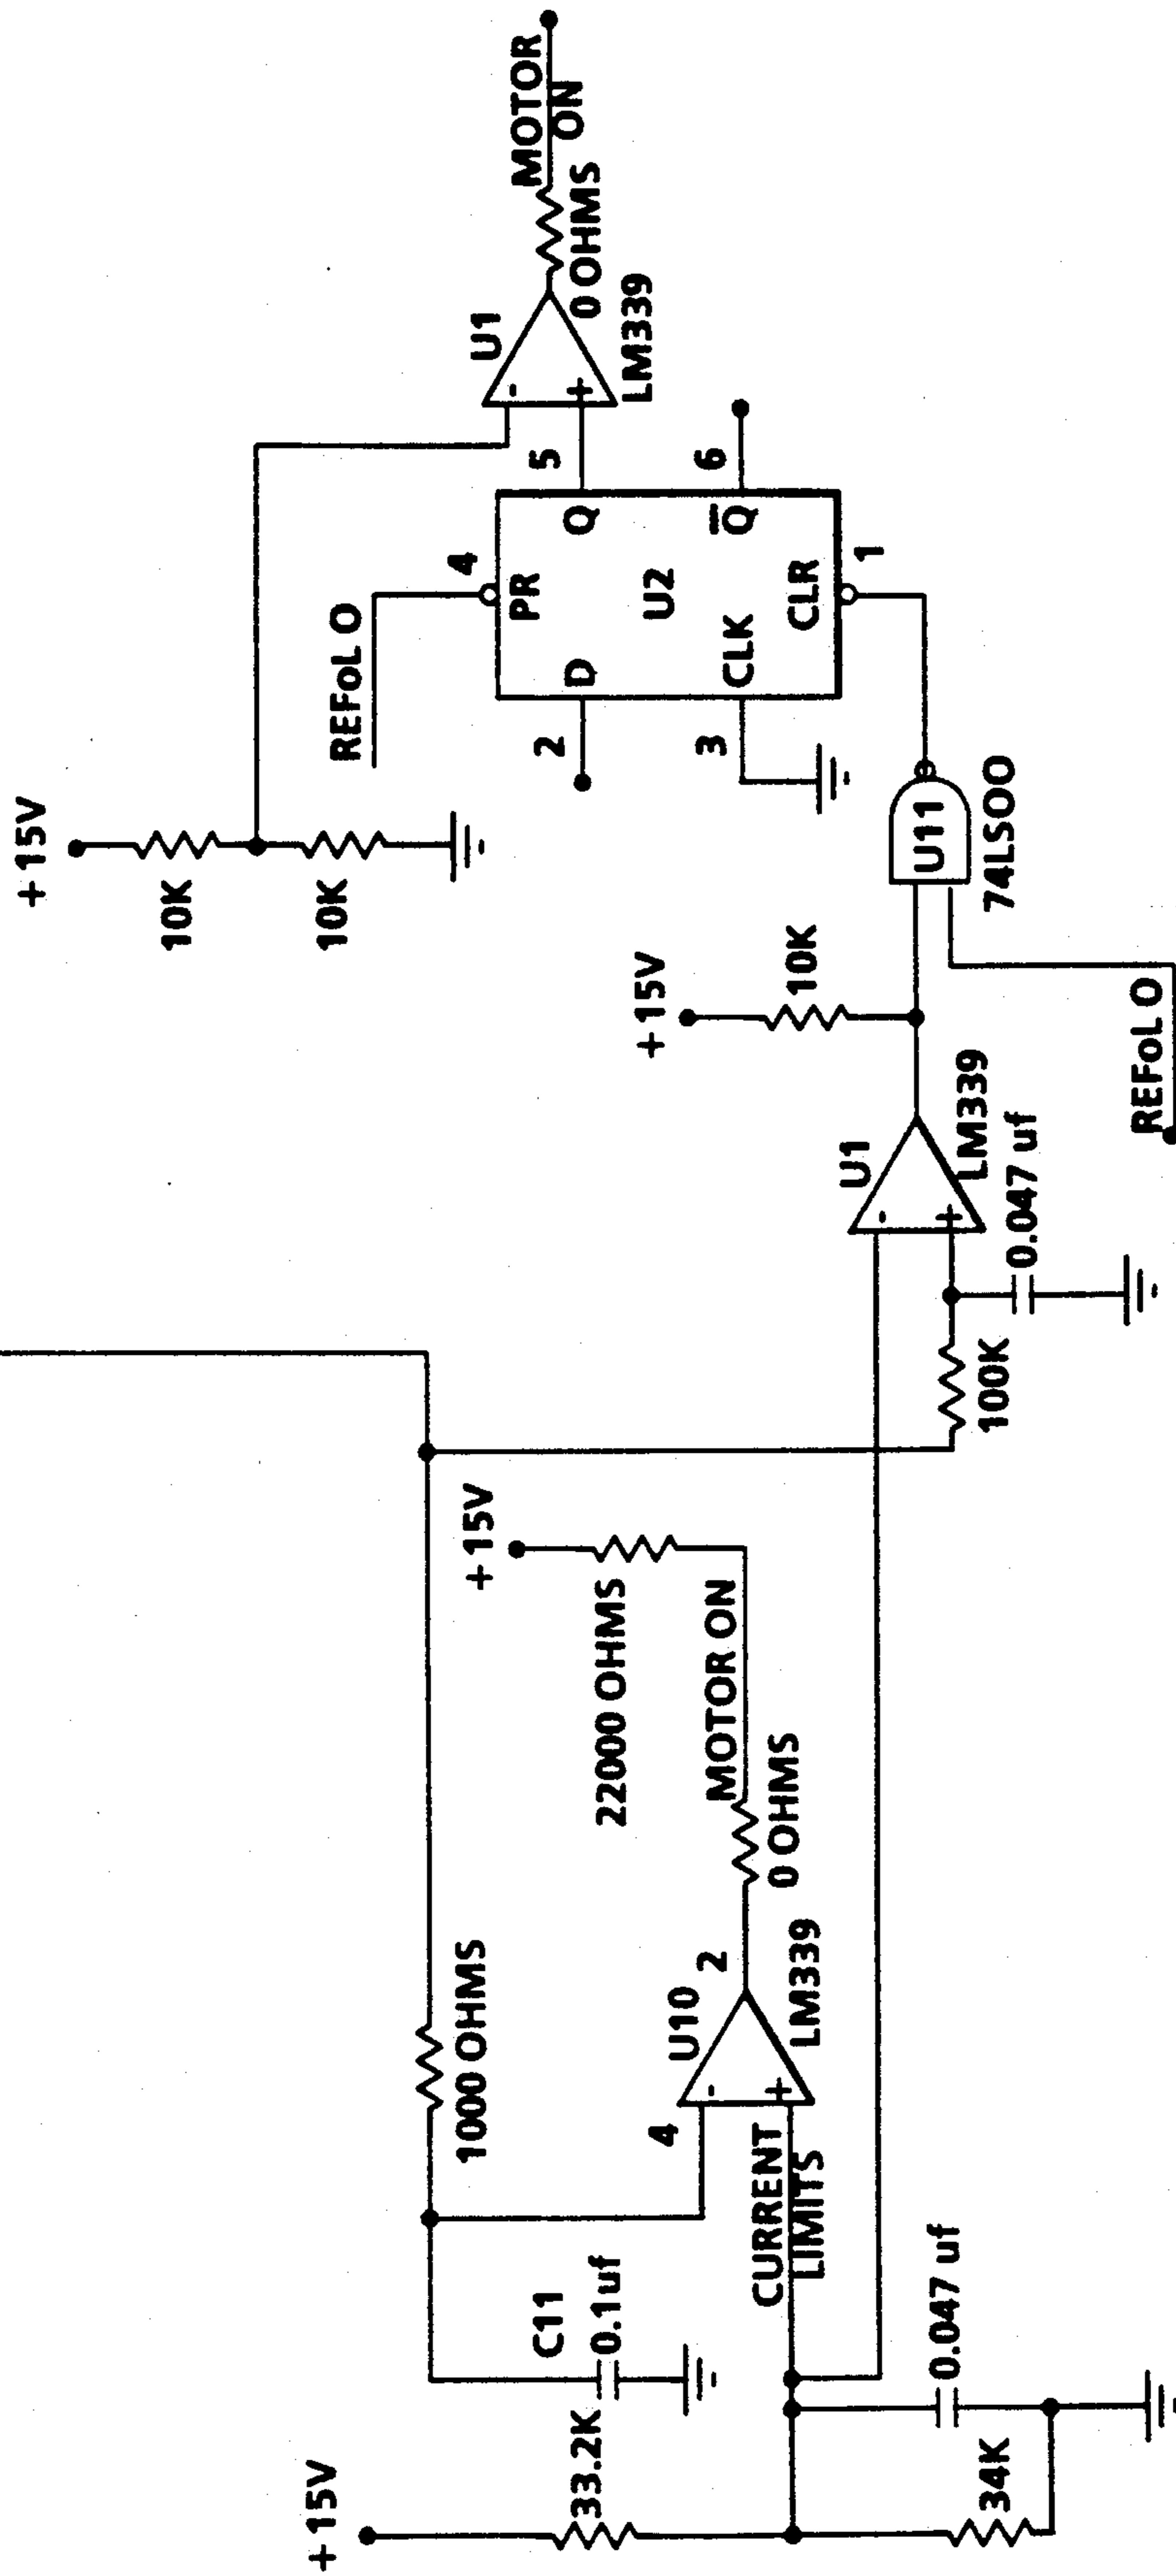 +15V
10K
10K
REFoL O
4
PR
D
2
Q
5
U2
CLK
3
Q
6
CLR
1
U1
-
+
LM339
0 OHMS
MOTOR
ON
+15V
10K
U11
74LSOO
REFoL O
U1
-
+
LM339
0.047 uf
100K
+15V
22000 OHMS
MOTOR ON
0 OHMS
1000 OHMS
U10
2
4
-
+
LM339
CURRENT
LIMITS
C11
0.1uf
+15V
33.2K
34K
0.047 uf